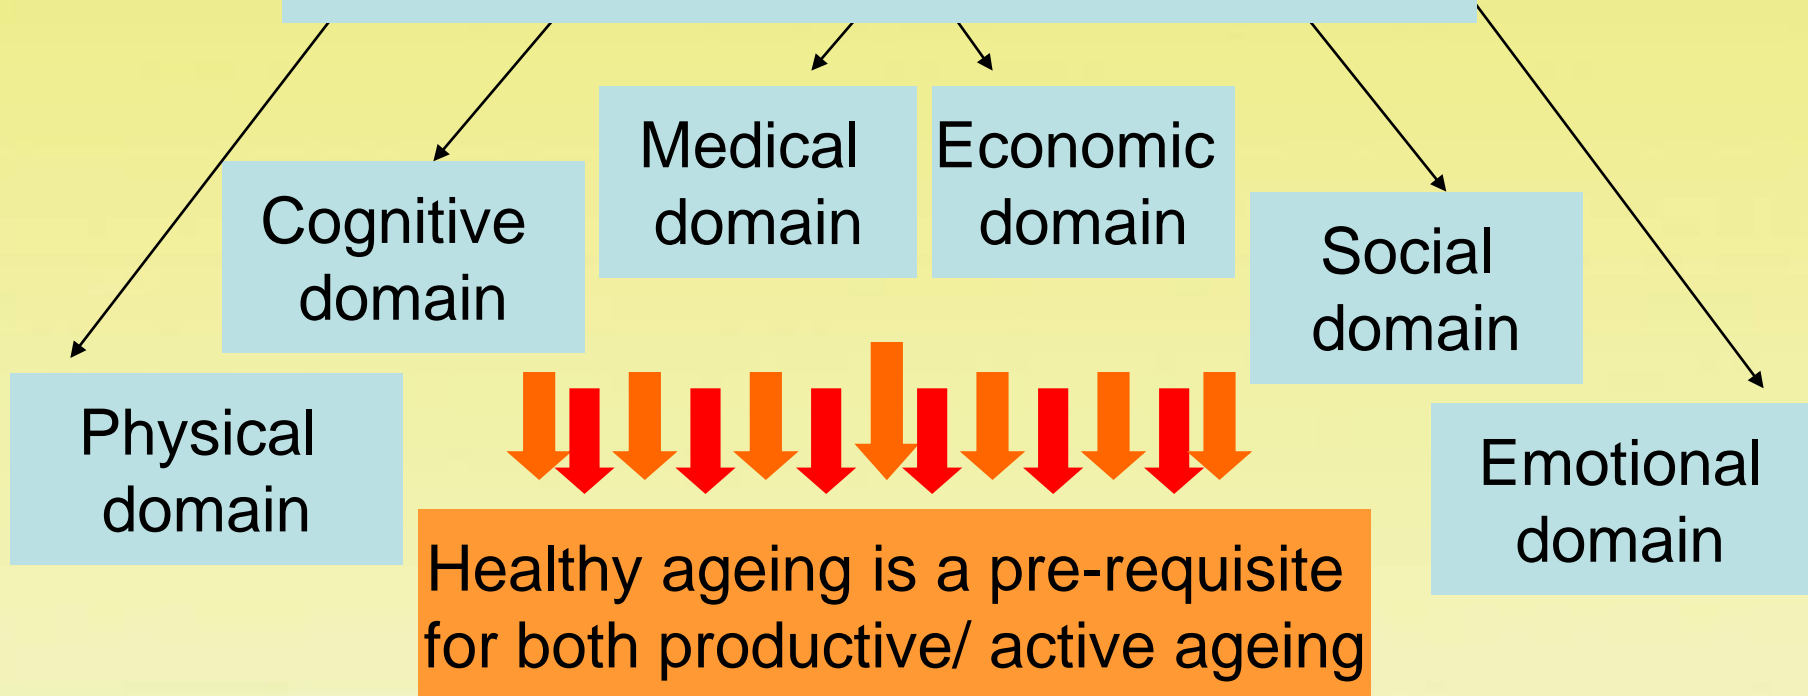 Medical
domain
Economic
domain
Cognitive
domain
Social
domain
Physical
domain
Emotional
domain
Healthy ageing is a pre-requisite
for both productive/ active ageing